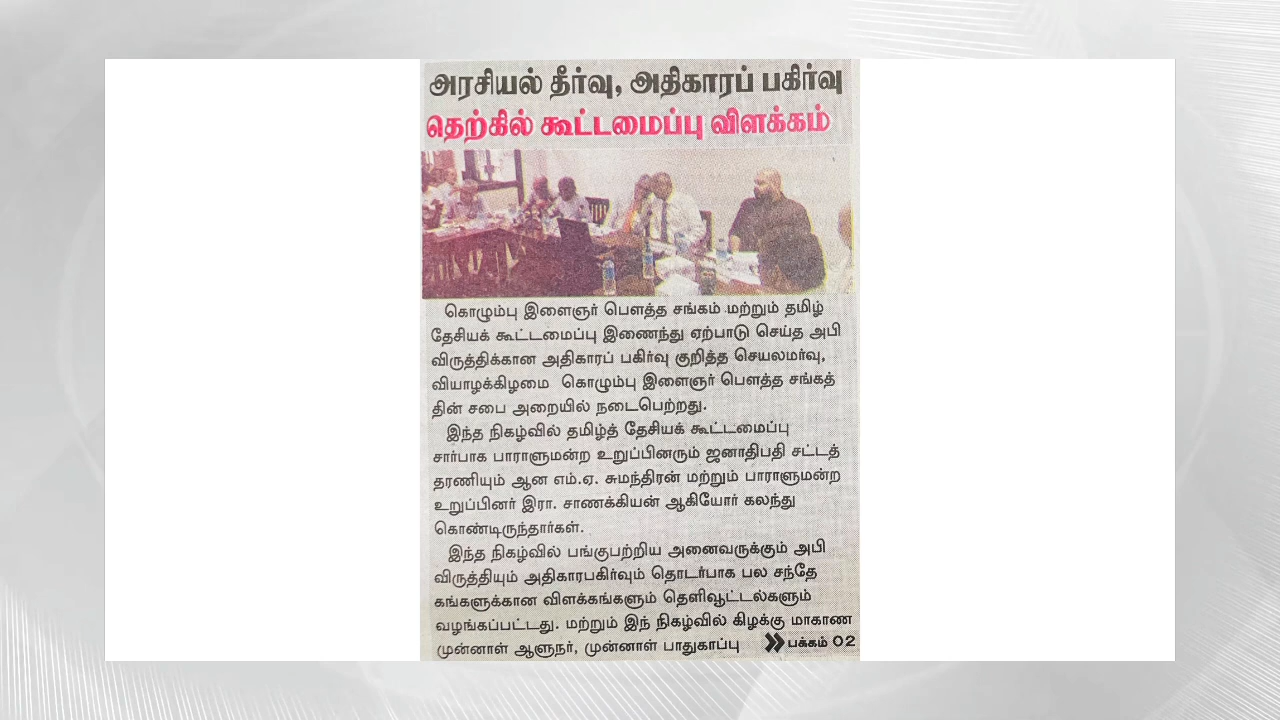 அரசியல் தீர்வு, அதிகாரப் பகிர்வு
தெற்கில் கூட்டமைப்பு விளக்கம்
கொழும்பு இளைஞர் பௌத்த சங்கம் மற்றும் தமிழ்
தேசியக் கூட்டமைப்பு இணைந்து ஏற்பாடு செய்த அபி
விருத்திக்கான அதிகாரப் பகிர்வு குறித்த செயலமர்வு,
வியாழக்கிழமை கொழும்பு இளைஞர் பௌத்த சங்கத்
தின் சபை அறையில் நடைபெற்றது.
இந்த நிகழ்வில் தமிழ்த் தேசியக் கூட்டமைப்பு
சார்பாக பாராளுமன்ற உறுப்பினரும் ஜனாதிபதி சட்டத்
தரணியும் ஆன எம்.ஏ. சுமந்திரன் மற்றும் பாராளுமன்ற
உறுப்பினர் இரா. சாணக்கியன் ஆகியோர் கலந்து
கொண்டிருந்தார்கள்.
இந்த நிகழ்வில் பங்குபற்றிய அனைவருக்கும் அபி
விருத்தியும் அதிகாரபகிர்வும் தொடர்பாக பல சந்தே
கங்களுக்கான விளக்கங்களும் தெளிவூட்டல்களும்
வழங்கப்பட்டது. மற்றும் இந் நிகழ்வில் கிழக்கு மாகாண
முன்னாள் ஆளுநர், முன்னாள் பாதுகாப்பு
பக்கம் 02